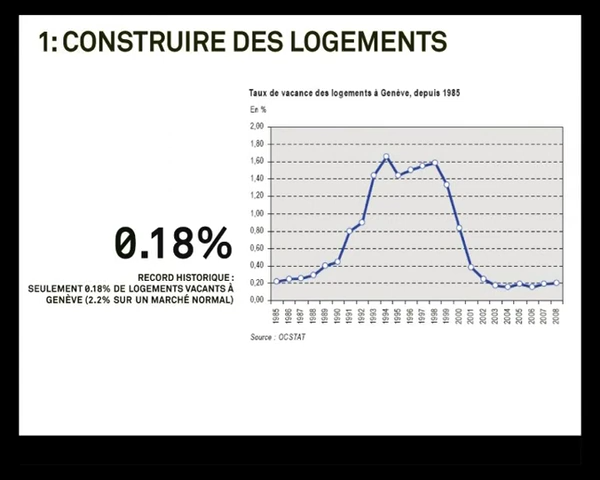 1: CONSTRUIRE DES LOGEMENTS
Taux de vacance des logements à Genève, depuis 1985
En %
2,00
1,80
1,60
1,40
1,20
1,00
0,80
0,60
0,40
0,20
0,00
1985 1986 1987 1988 1989 1990 1991 1992 1993 1994 1995 1996 1997 1998 1999 2000 2001 2002 2003 2004 2005 2006 2007 2008
Source : OCSTAT
0.18%
RECORD HISTORIQUE :
SEULEMENT 0.18% DE LOGEMENTS VACANTS À
GENÈVE (2.2% SUR UN MARCHÉ NORMAL)